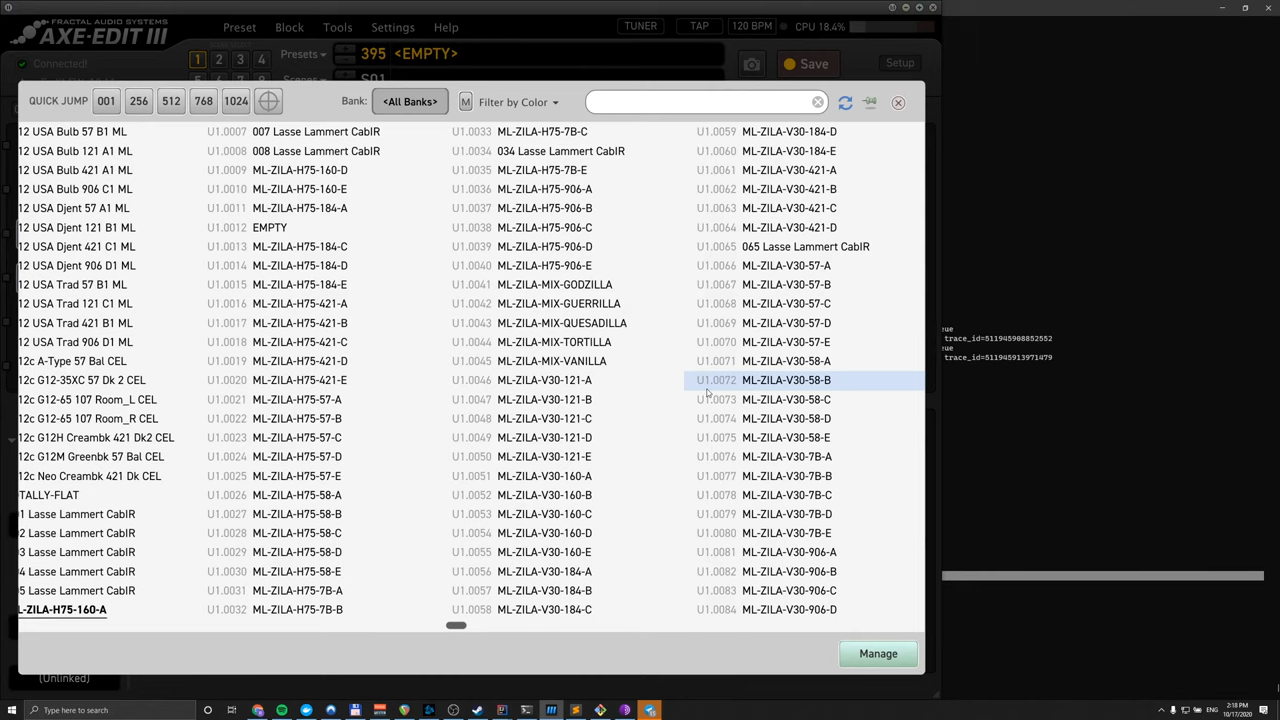 FRACTAL AUDIO SYSTEMS
AXE-EDIT III
Preset Block Tools Settings Help
TUNER TAP 120 BPM CPU 18.4%
Connected!
1 2 3 4
Presets
395 <EMPTY>
Save
Setup
QUICK JUMP 001 256 512 768 1024
Bank: <All Banks> M Filter by Color
12 USA Bulb 57 B1 ML
12 USA Bulb 121 A1 ML
12 USA Bulb 421 A1 ML
12 USA Bulb 906 C1 ML
12 USA Djent 57 A1 ML
12 USA Djent 121 B1 ML
12 USA Djent 421 C1 ML
12 USA Djent 906 D1 ML
12 USA Trad 57 B1 ML
12 USA Trad 121 C1 ML
12 USA Trad 421 B1 ML
12 USA Trad 906 D1 ML
12c A-Type 57 Bal CEL
12c G12-35XC 57 Dk 2 CEL
12c G12-65 107 Room_L CEL
12c G12-65 107 Room_R CEL
12c G12H Creambk 421 Dk2 CEL
12c G12M Greenbk 57 Bal CEL
12c Neo Creambk 421 Dk CEL
OTALLY-FLAT
1 Lasse Lammert CabIR
2 Lasse Lammert CabIR
3 Lasse Lammert CabIR
4 Lasse Lammert CabIR
5 Lasse Lammert CabIR
L-ZILA-H75-160-A
U1.0007 007 Lasse Lammert CabIR
U1.0008 008 Lasse Lammert CabIR
U1.0009 ML-ZILA-H75-160-D
U1.0010 ML-ZILA-H75-160-E
U1.0011 ML-ZILA-H75-184-A
U1.0012 EMPTY
U1.0013 ML-ZILA-H75-184-C
U1.0014 ML-ZILA-H75-184-D
U1.0015 ML-ZILA-H75-184-E
U1.0016 ML-ZILA-H75-421-A
U1.0017 ML-ZILA-H75-421-B
U1.0018 ML-ZILA-H75-421-C
U1.0019 ML-ZILA-H75-421-D
U1.0020 ML-ZILA-H75-421-E
U1.0021 ML-ZILA-H75-57-A
U1.0022 ML-ZILA-H75-57-B
U1.0023 ML-ZILA-H75-57-C
U1.0024 ML-ZILA-H75-57-D
U1.0025 ML-ZILA-H75-57-E
U1.0026 ML-ZILA-H75-58-A
U1.0027 ML-ZILA-H75-58-B
U1.0028 ML-ZILA-H75-58-C
U1.0029 ML-ZILA-H75-58-D
U1.0030 ML-ZILA-H75-58-E
U1.0031 ML-ZILA-H75-7B-A
U1.0032 ML-ZILA-H75-7B-B
U1.0033 ML-ZILA-H75-7B-C
U1.0034 034 Lasse Lammert CabIR
U1.0035 ML-ZILA-H75-7B-E
U1.0036 ML-ZILA-H75-906-A
U1.0037 ML-ZILA-H75-906-B
U1.0038 ML-ZILA-H75-906-C
U1.0039 ML-ZILA-H75-906-D
U1.0040 ML-ZILA-H75-906-E
U1.0041 ML-ZILA-MIX-GODZILLA
U1.0042 ML-ZILA-MIX-GUERRILLA
U1.0043 ML-ZILA-MIX-QUESADILLA
U1.0044 ML-ZILA-MIX-TORTILLA
U1.0045 ML-ZILA-MIX-VANILLA
U1.0046 ML-ZILA-V30-121-A
U1.0047 ML-ZILA-V30-121-B
U1.0048 ML-ZILA-V30-121-C
U1.0049 ML-ZILA-V30-121-D
U1.0050 ML-ZILA-V30-121-E
U1.0051 ML-ZILA-V30-160-A
U1.0052 ML-ZILA-V30-160-B
U1.0053 ML-ZILA-V30-160-C
U1.0054 ML-ZILA-V30-160-D
U1.0055 ML-ZILA-V30-160-E
U1.0056 ML-ZILA-V30-184-A
U1.0057 ML-ZILA-V30-184-B
U1.0058 ML-ZILA-V30-184-C
U1.0059 ML-ZILA-V30-184-D
U1.0060 ML-ZILA-V30-184-E
U1.0061 ML-ZILA-V30-421-A
U1.0062 ML-ZILA-V30-421-B
U1.0063 ML-ZILA-V30-421-C
U1.0064 ML-ZILA-V30-421-D
U1.0065 065 Lasse Lammert CabIR
U1.0066 ML-ZILA-V30-57-A
U1.0067 ML-ZILA-V30-57-B
U1.0068 ML-ZILA-V30-57-C
U1.0069 ML-ZILA-V30-57-D
U1.0070 ML-ZILA-V30-57-E
U1.0071 ML-ZILA-V30-58-A
U1.0072 ML-ZILA-V30-58-B
U1.0073 ML-ZILA-V30-58-C
U1.0074 ML-ZILA-V30-58-D
U1.0075 ML-ZILA-V30-58-E
U1.0076 ML-ZILA-V30-7B-A
U1.0077 ML-ZILA-V30-7B-B
U1.0078 ML-ZILA-V30-7B-C
U1.0079 ML-ZILA-V30-7B-D
U1.0080 ML-ZILA-V30-7B-E
U1.0081 ML-ZILA-V30-906-A
U1.0082 ML-ZILA-V30-906-B
U1.0083 ML-ZILA-V30-906-C
U1.0084 ML-ZILA-V30-906-D
eue
trace_id=511945908852552
eue
trace_id=511945913971479
Manage
(Unlinked)
Type here to search
ENG
2:18 PM
10/17/2020